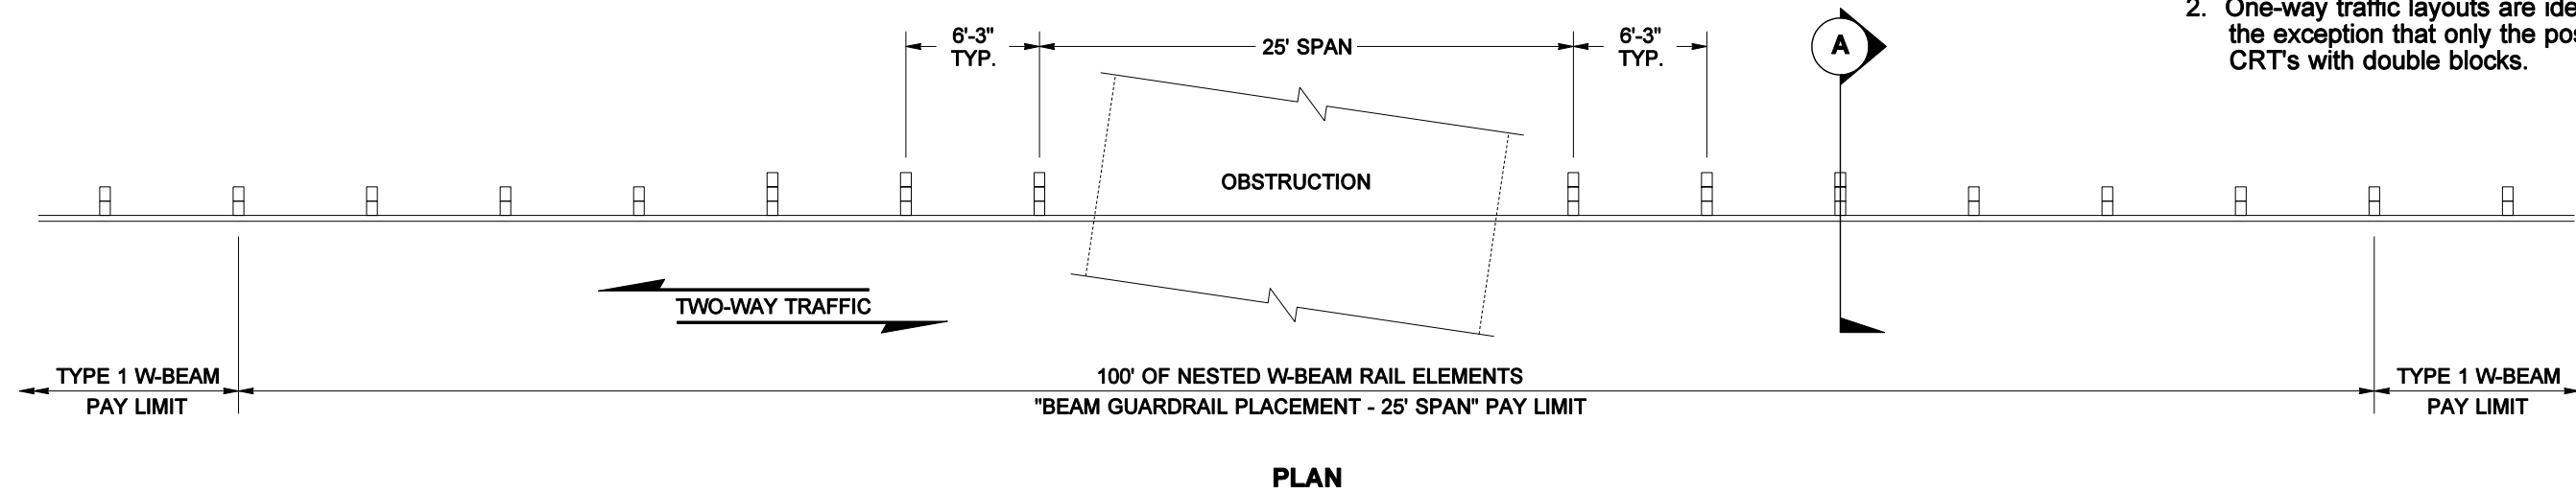 2. One-way traffic layouts are
the exception that only the
CRT's with double blocks.
6'-3"
TYP.
25' SPAN
6'-3"
TYP.
A
OBSTRUCTION
TWO-WAY TRAFFIC
TYPE 1 W-BEAM
PAY LIMIT
100' OF NESTED W-BEAM RAIL ELEMENTS
"BEAM GUARDRAIL PLACEMENT - 25' SPAN" PAY LIMIT
TYPE 1 W-BEAM
PAY LIMIT
PLAN